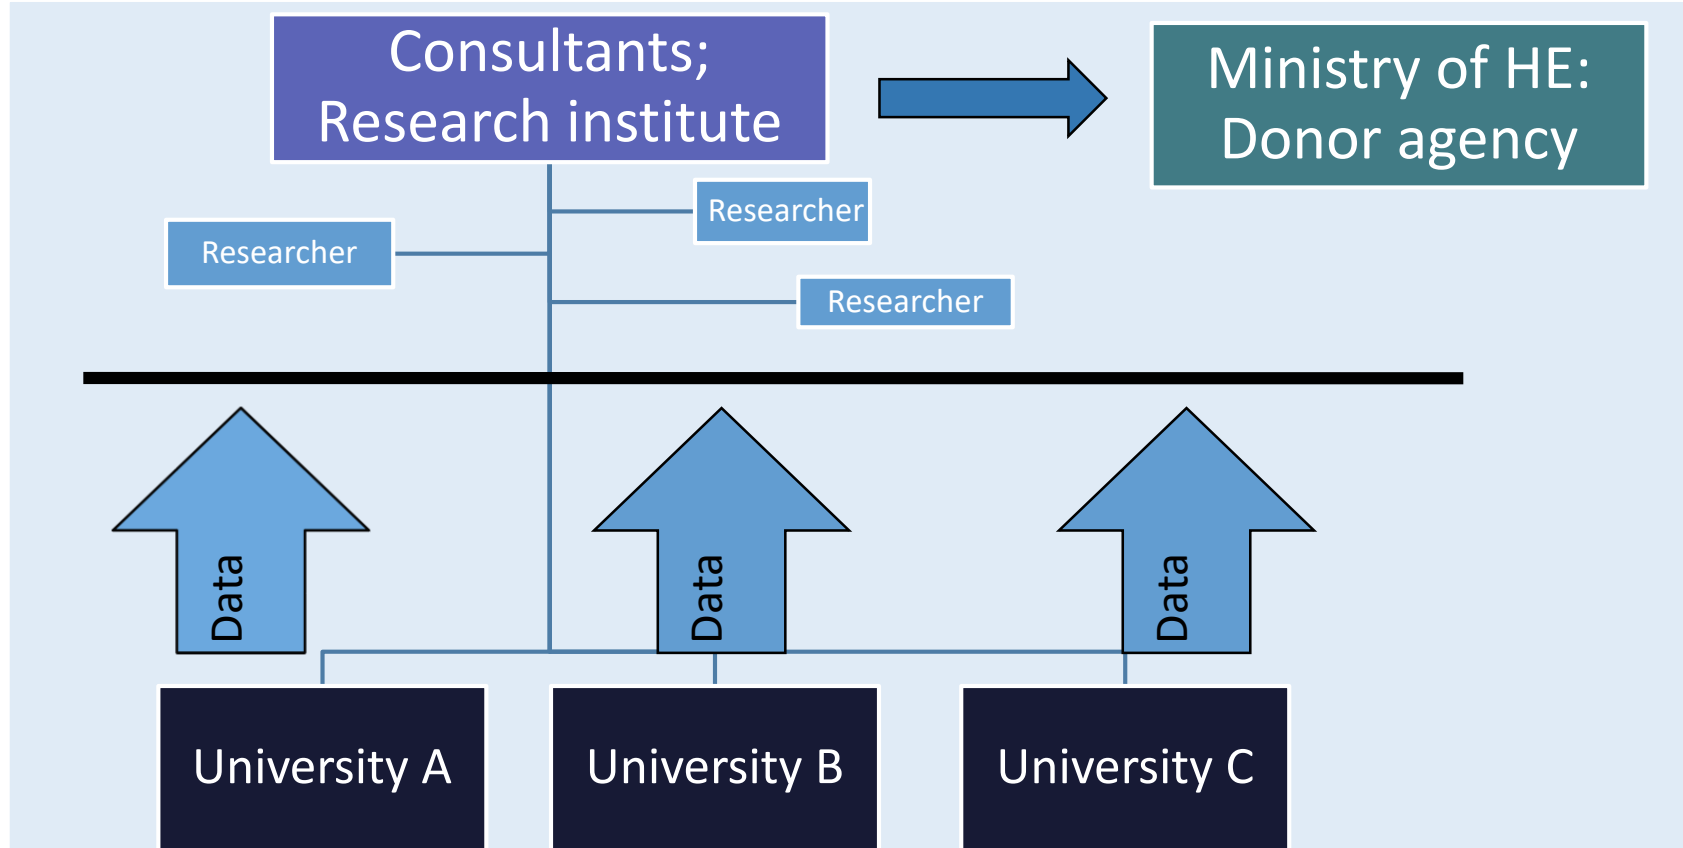 Consultants;
Research institute
Ministry of HE:
Donor agency
Researcher
Researcher
Researcher
Data
Data
Data
University A
University B
University C